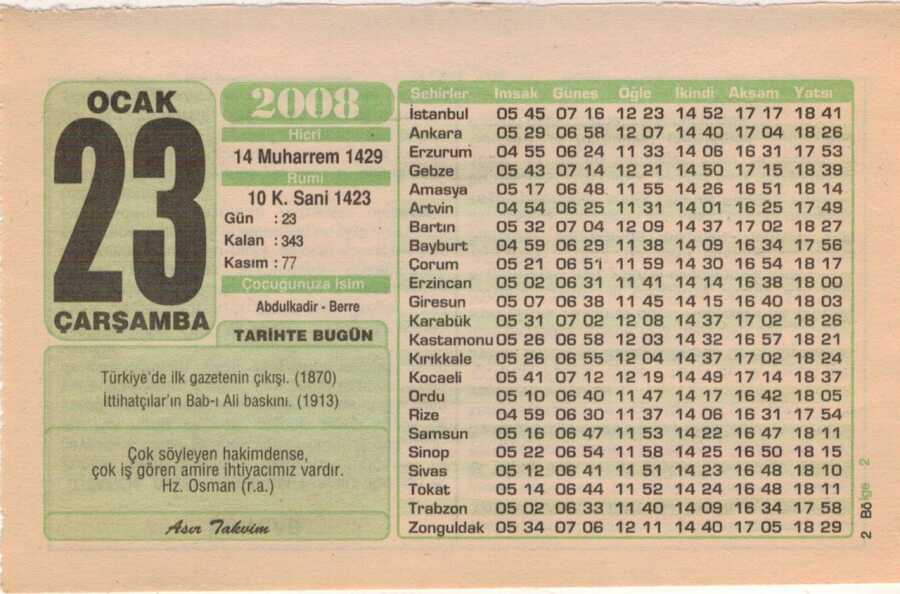 OCAK
23
ÇARŞAMBA
2008
Hicri
14 Muharrem 1429
Rumi
10 K. Sani 1423
Gün : 23
Kalan : 343
Kasım : 77
Çocuğunuza İsim
Abdulkadir - Berre
TARİHTE BUGÜN
Türkiye'de ilk gazetenin çıkışı. (1870)
İttihatçılar'ın Bab-ı Ali baskını. (1913)
Çok söyleyen hakimdense,
çok iş gören amire ihtiyacımız vardır.
Hz. Osman (r.a.)
Asır Takvim
Şehirler İmsak Güneş Öğle İkindi Akşam Yatsı
İstanbul 05 45 07 16 12 23 14 52 17 17 18 41
Ankara 05 29 06 58 12 07 14 40 17 04 18 26
Erzurum 04 55 06 24 11 33 14 06 16 31 17 53
Gebze 05 43 07 14 12 21 14 50 17 15 18 39
Amasya 05 17 06 48 11 55 14 26 16 51 18 14
Artvin 04 54 06 25 11 31 14 01 16 25 17 49
Bartın 05 32 07 04 12 09 14 37 17 02 18 27
Bayburt 04 59 06 29 11 38 14 09 16 34 17 56
Çorum 05 21 06 51 11 59 14 30 16 54 18 17
Erzincan 05 02 06 31 11 41 14 14 16 38 18 00
Giresun 05 07 06 38 11 45 14 15 16 40 18 03
Karabük 05 31 07 02 12 08 14 37 17 02 18 26
Kastamonu 05 26 06 58 12 03 14 32 16 57 18 21
Kırıkkale 05 26 06 55 12 04 14 37 17 02 18 24
Kocaeli 05 41 07 12 12 19 14 49 17 14 18 37
Ordu 05 10 06 40 11 47 14 17 16 42 18 05
Rize 04 59 06 30 11 37 14 06 16 31 17 54
Samsun 05 16 06 47 11 53 14 22 16 47 18 11
Sinop 05 22 06 54 11 58 14 25 16 50 18 15
Sivas 05 12 06 41 11 51 14 23 16 48 18 10
Tokat 05 14 06 44 11 52 14 24 16 48 18 11
Trabzon 05 02 06 33 11 40 14 09 16 34 17 58
Zonguldak 05 34 07 06 12 11 14 40 17 05 18 29
2 Bölge 2